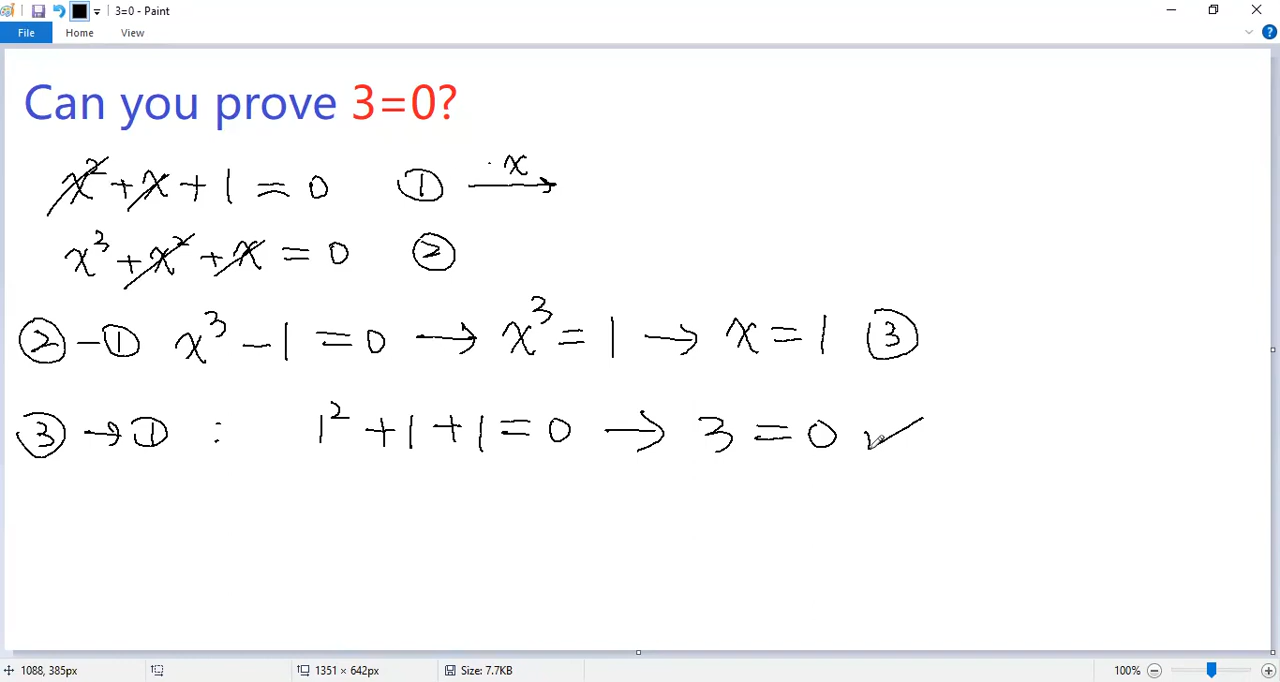 3=0 - Paint
File Home View
Can you prove 3=0?
x² + x + 1 = 0 ① ·x →
x³ + x² + x = 0 ②
② - ① x³ - 1 = 0 → x³ = 1 → x = 1 ③
③ → ① : 1² + 1 + 1 = 0 → 3 = 0 ✓
1088, 385px 1351 × 642px Size: 7.7KB 100%